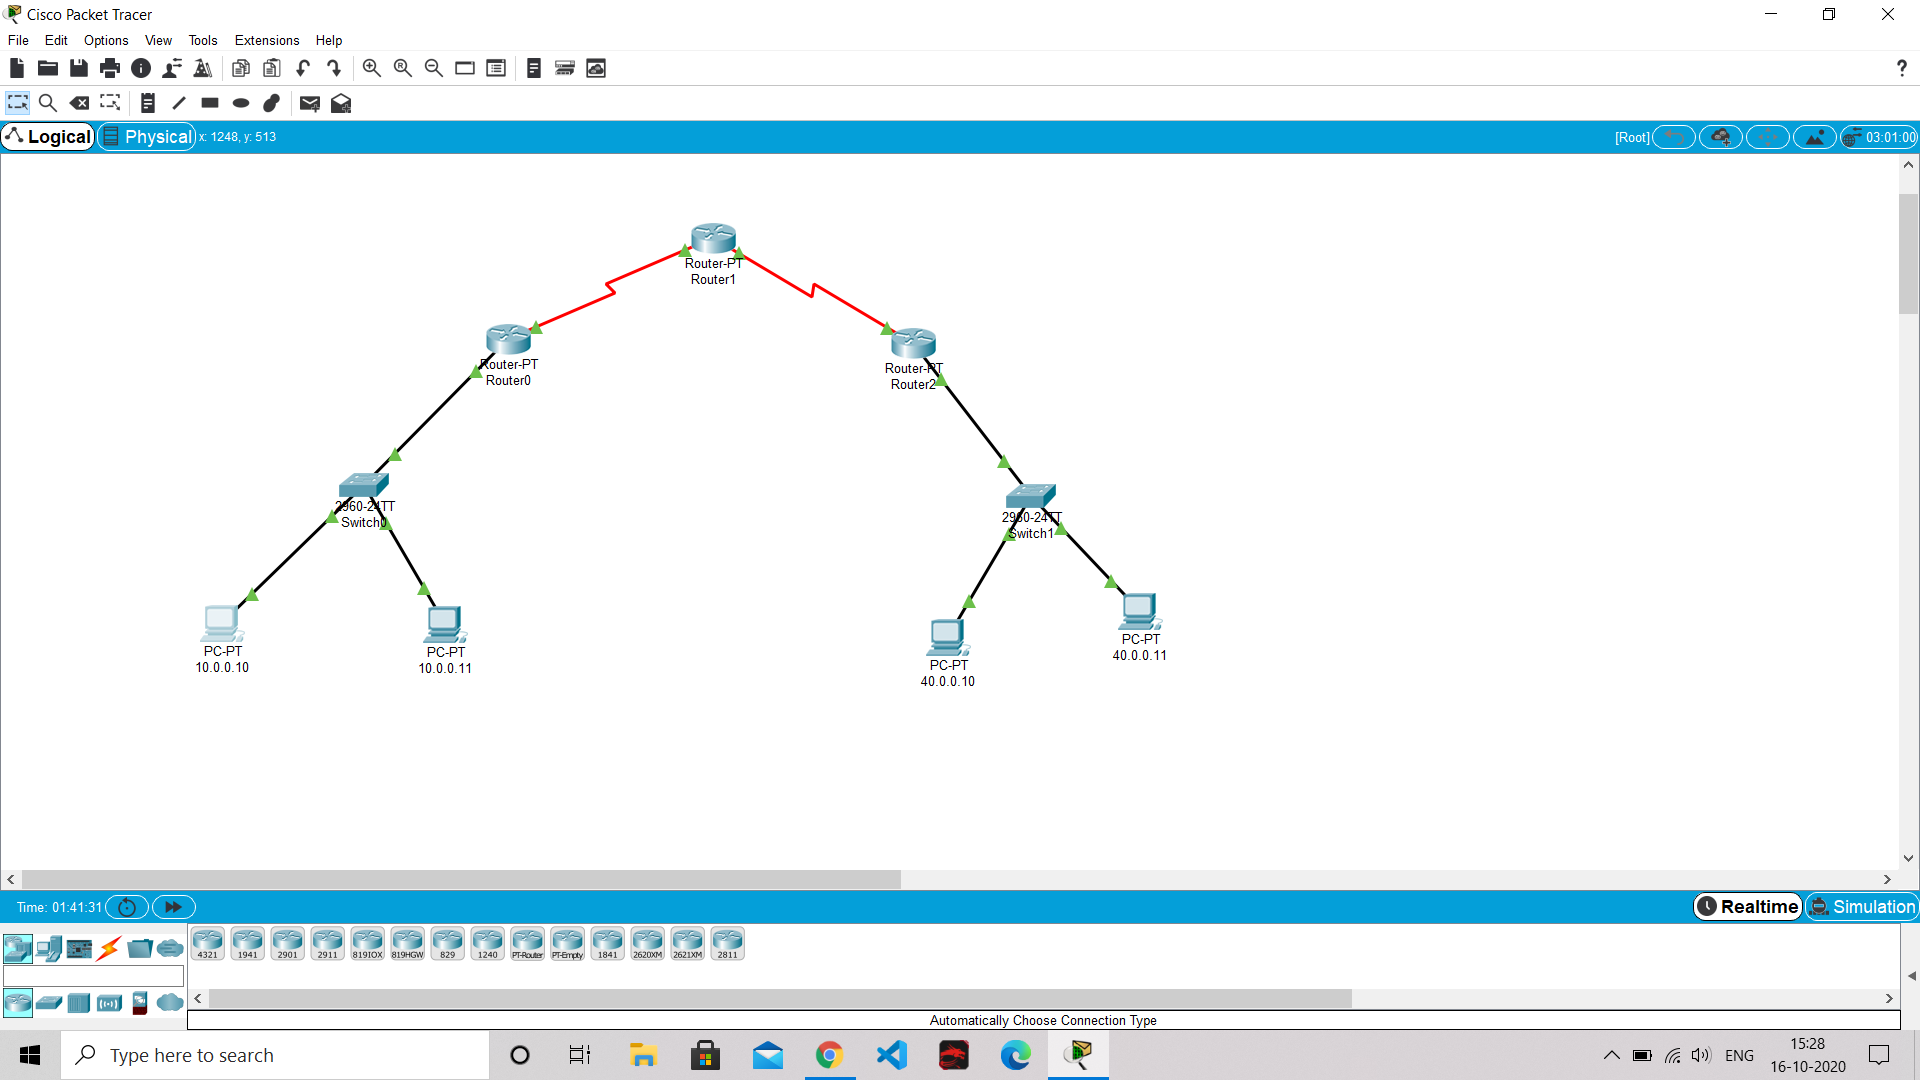 Cisco Packet Tracer
File Edit Options View Tools Extensions Help
Logical Physical x: 1248, y: 513 [Root] 03:01:00
Router-PT
Router1
Router-PT
Router0
Router-PT
Router2
2960-24TT
Switch0
2960-24TT
Switch1
PC-PT
10.0.0.10
PC-PT
10.0.0.11
PC-PT
40.0.0.10
PC-PT
40.0.0.11
Time: 01:41:31 Realtime Simulation
4321 1941 2901 2911 819IOX 819HGW 829 1240 PT-Router PT-Empty 1841 2620XM 2621XM 2811
Automatically Choose Connection Type
Type here to search
ENG
15:28
16-10-2020